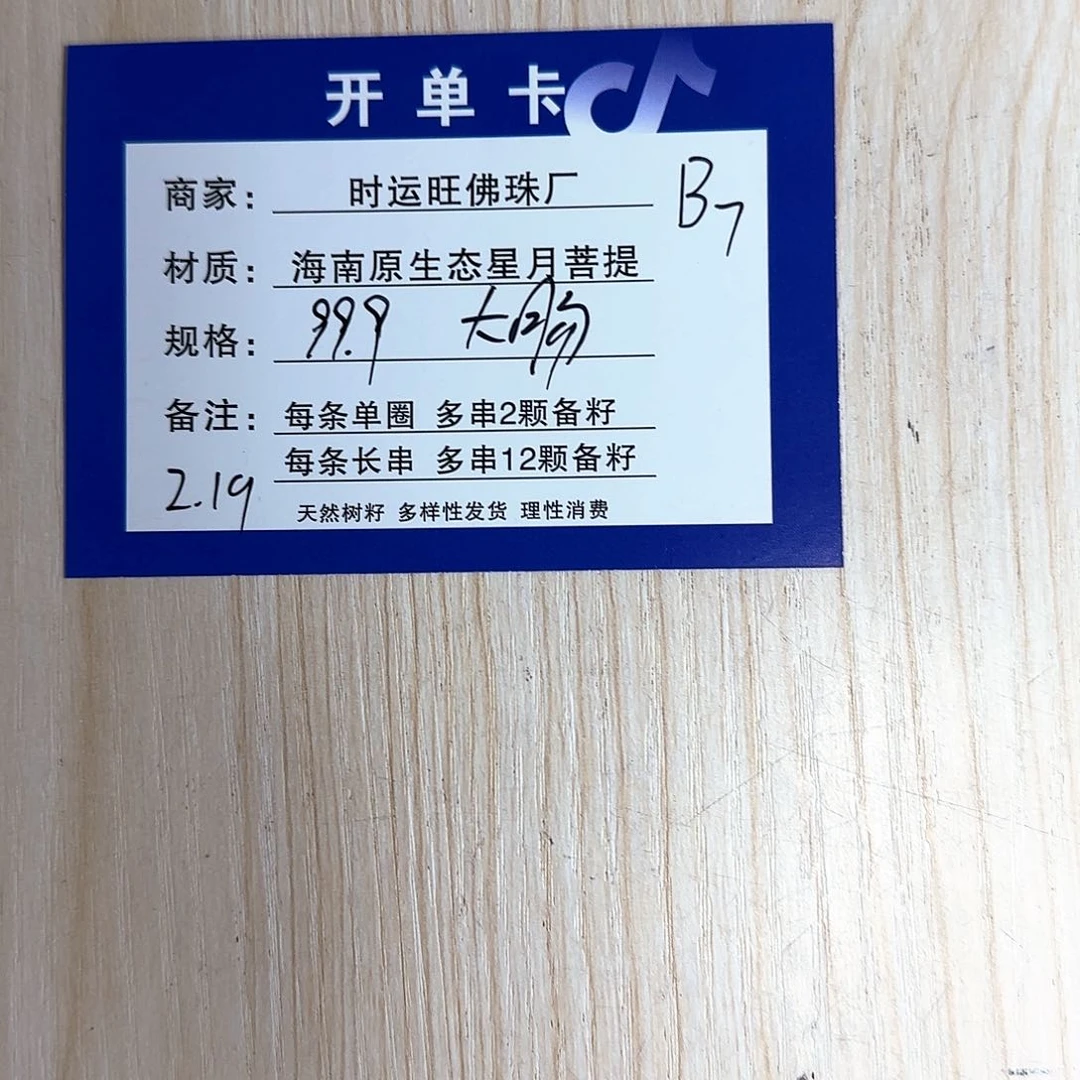 开单卡
商家: 时运旺佛珠厂 B7
材质: 海南原生态星月菩提
规格: 99.9 大
备注: 每条单圈 多串2颗备籽
每条长串 多串12颗备籽
2.19
天然树籽 多样性发货 理性消费